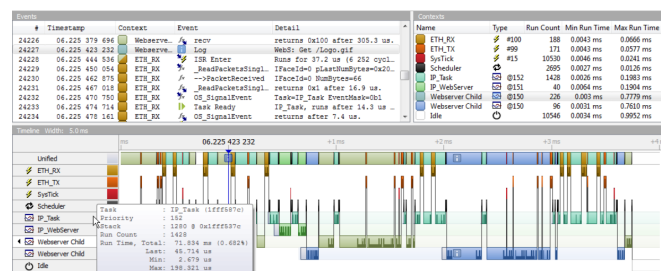 Events
# Timestamp Context Event Detail
24226 06.225 379 696 Webserve… recv returns 0x100 after 305.3 us.
24227 06.225 423 232 Webserve… Log WebS: Get /Logo.gif
24228 06.225 444 536 ETH_RX ISR Enter Runs for 37.2 us (6 252 cycl…
24229 06.225 450 054 ETH_RX _ReadPacketsSingl… IFaceId=0 pLastNumBytes=0x20…
24230 06.225 462 875 ETH_RX -->PacketReceived IFaceId=0 NumBytes=66
24231 06.225 467 018 ETH_RX _ReadPacketsSingl… returns 0x1 after 16.9 us.
24232 06.225 470 750 ETH_RX OS_SignalEvent Task=IP_Task EventMask=0b1
24233 06.225 474 714 ETH_RX Task Ready IP_Task, runs after 14.3 us …
24234 06.225 478 161 ETH_RX OS_SignalEvent returns after 7.4 us.
Contexts
Name Type Run Count Min Run Time Max Run Time
ETH_RX #100 188 0.0043 ms 0.0666 ms
ETH_TX #99 171 0.0043 ms 0.0577 ms
SysTick #15 10530 0.0046 ms 0.0241 ms
Scheduler 2695 0.0027 ms 0.0126 ms
IP_Task @152 1428 0.0026 ms 0.1983 ms
IP_WebServer @151 40 0.0064 ms 0.1904 ms
Webserver Child @150 226 0.003 ms 0.7779 ms
Webserver Child @150 96 0.0031 ms 0.7610 ms
Idle 10546 0.0034 ms 0.9952 ms
Timeline Width: 5.0 ms
ms 06.225 423 232 +1 ms +2 ms +3 ms
Unified
ETH_RX
ETH_TX
SysTick
Scheduler
IP_Task
IP_WebServer
Webserver Child
Webserver Child
Idle
Task : IP_Task (1fff587c)
Priority : 152
Stack : 1280 @ 0x1fff537c
Run Count : 1428
Run Time, Total: 71.834 ms (0.682%)
Last: 45.714 us
Min: 2.679 us
Max: 198.321 us